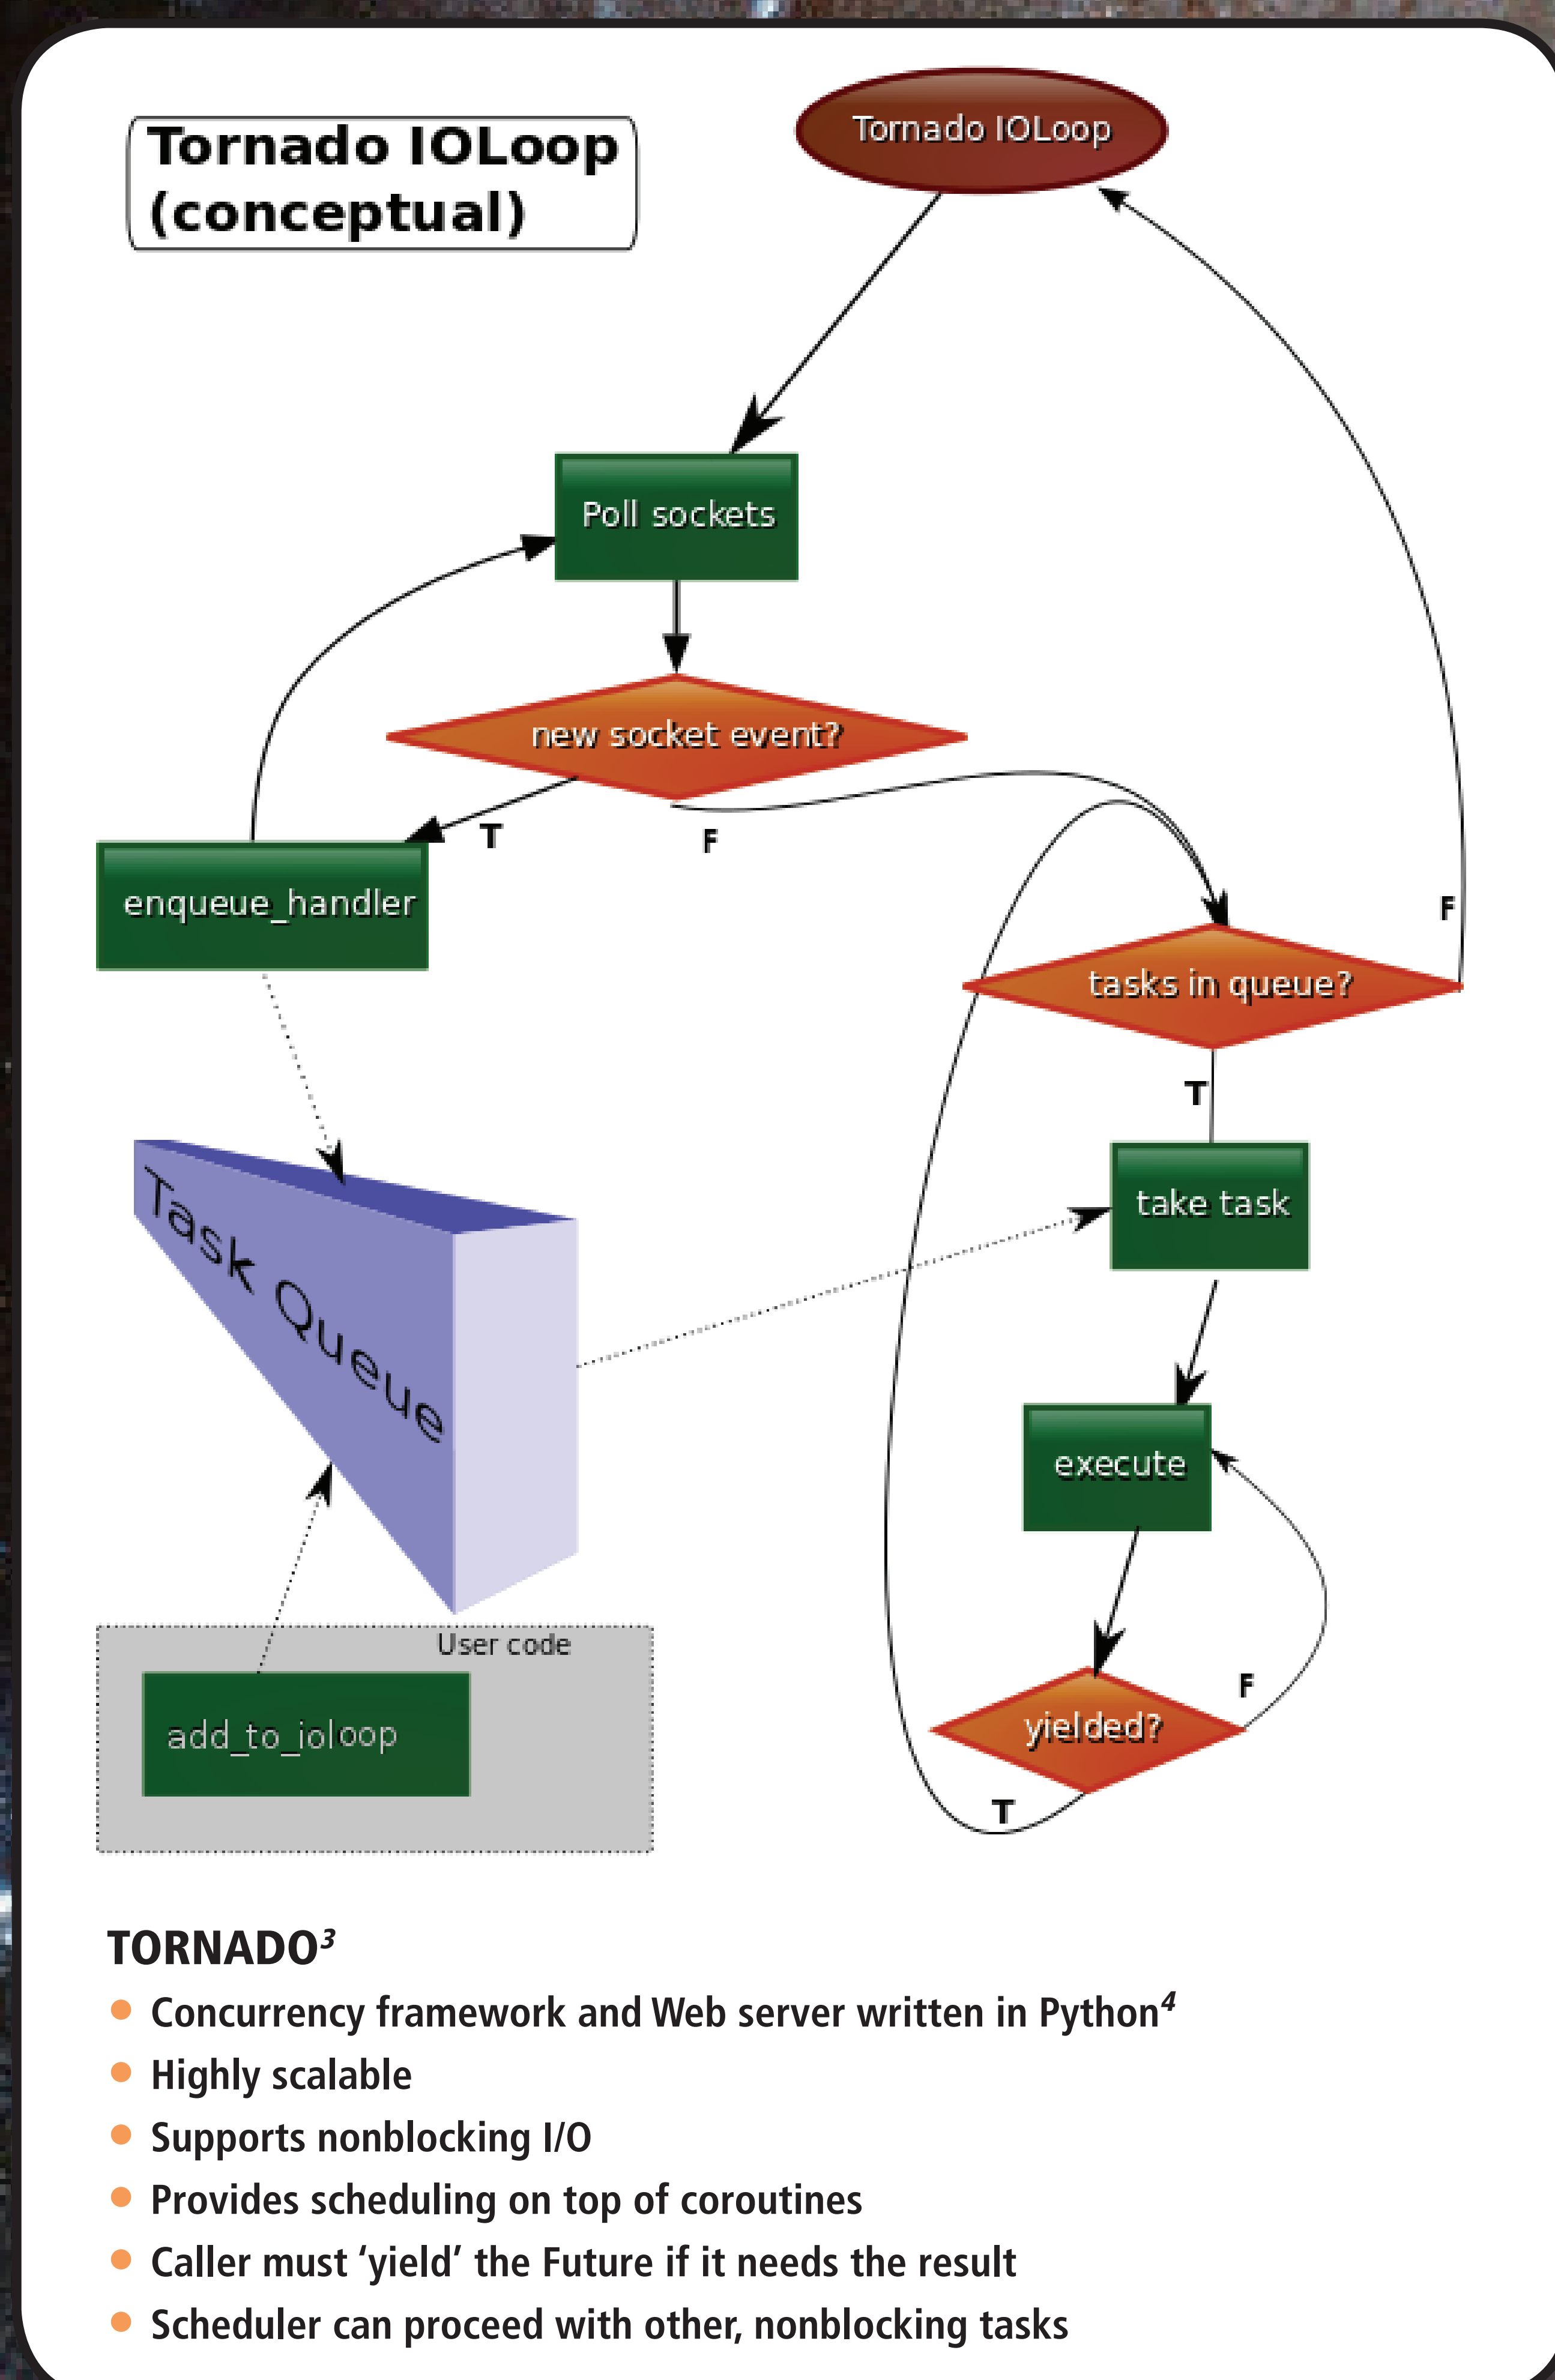 Tornado IOLoop
(conceptual)
Tornado IOLoop
Poll sockets
new socket event?
T
F
enqueue_handler
F
tasks in queue?
T
take task
Task Queue
execute
User code
add_to_ioloop
F
yielded?
T
TORNADO³
• Concurrency framework and Web server written in Python⁴
• Highly scalable
• Supports nonblocking I/O
• Provides scheduling on top of coroutines
• Caller must ‘yield’ the Future if it needs the result
• Scheduler can proceed with other, nonblocking tasks